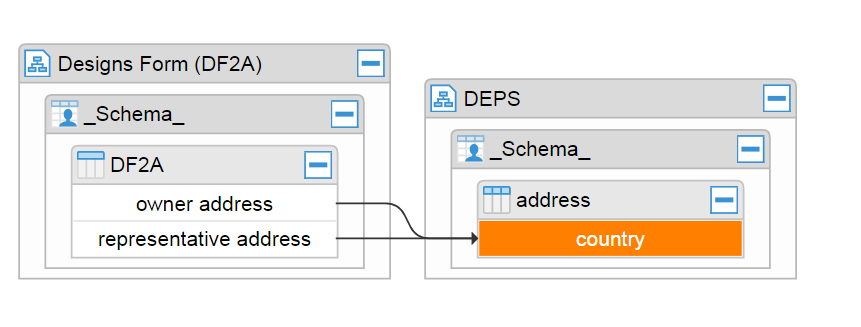 Designs Form (DF2A)
_Schema_
DF2A
owner address
representative address
DEPS
_Schema_
address
country